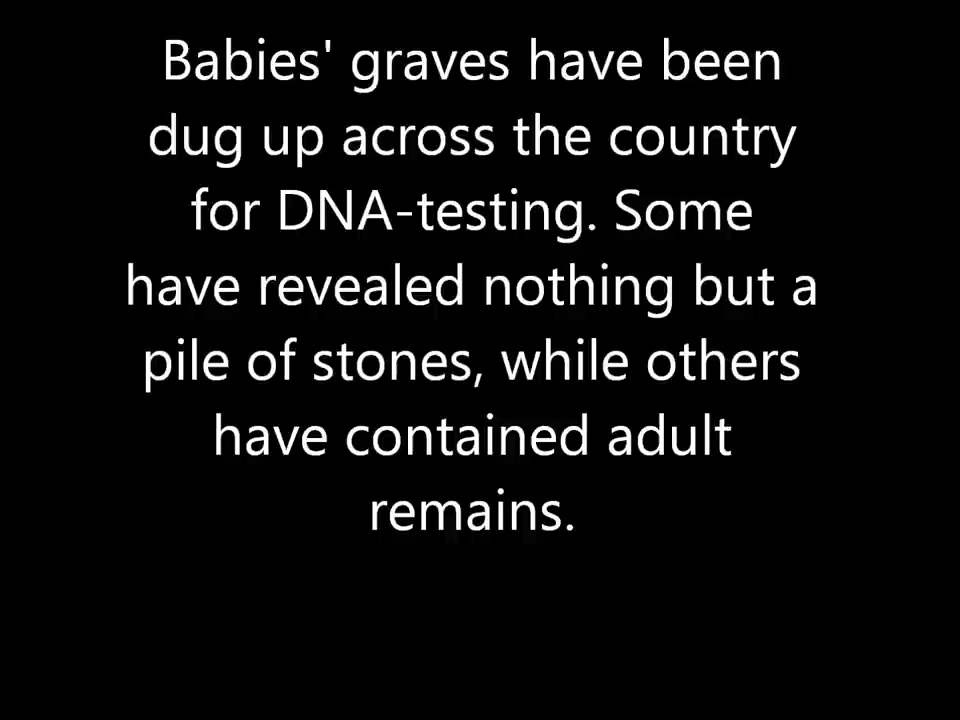 Babies' graves have been
dug up across the country
for DNA-testing. Some
have revealed nothing but a
pile of stones, while others
have contained adult
remains.